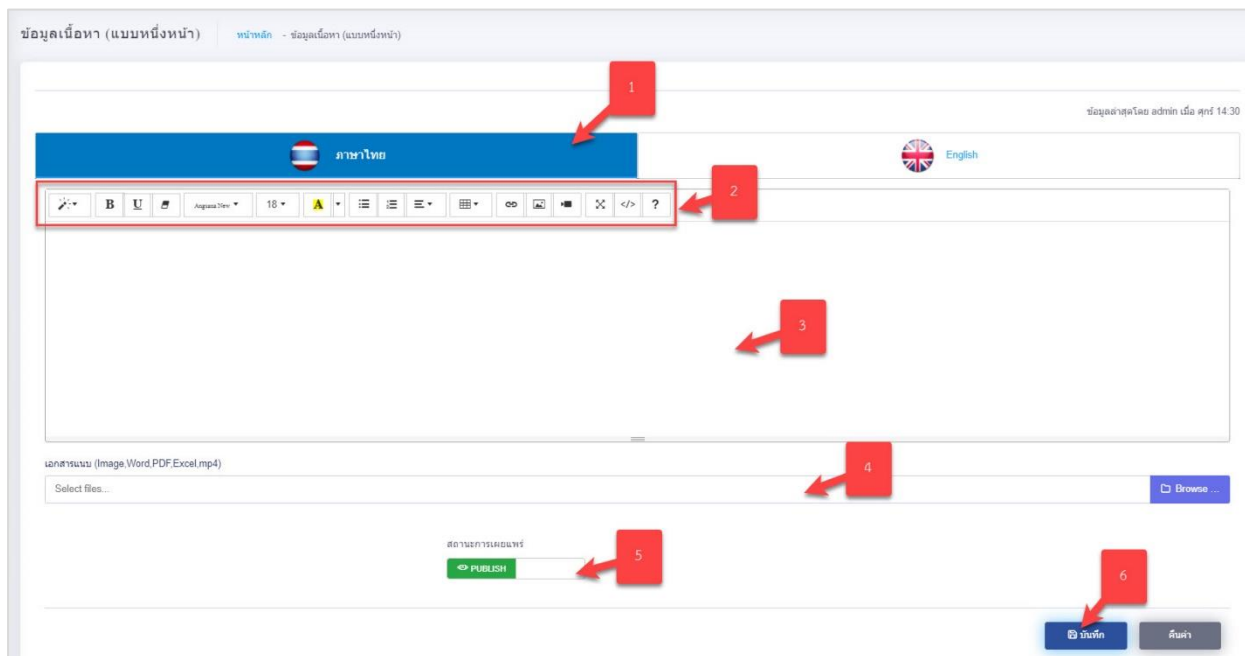 ข้อมูลเนื้อหา (แบบหนึ่งหน้า) หน้าหลัก - ข้อมูลเนื้อหา (แบบหนึ่งหน้า)
1
ข้อมูลล่าสุดโดย admin เมื่อ ศุกร์ 14:30
ภาษาไทย English
2
B U Angsana New 18 A </> ?
3
เอกสารแนบ (Image,Word,PDF,Excel,mp4)
4
Select files... Browse ...
สถานะการเผยแพร่
5
PUBLISH
6
บันทึก คืนค่า